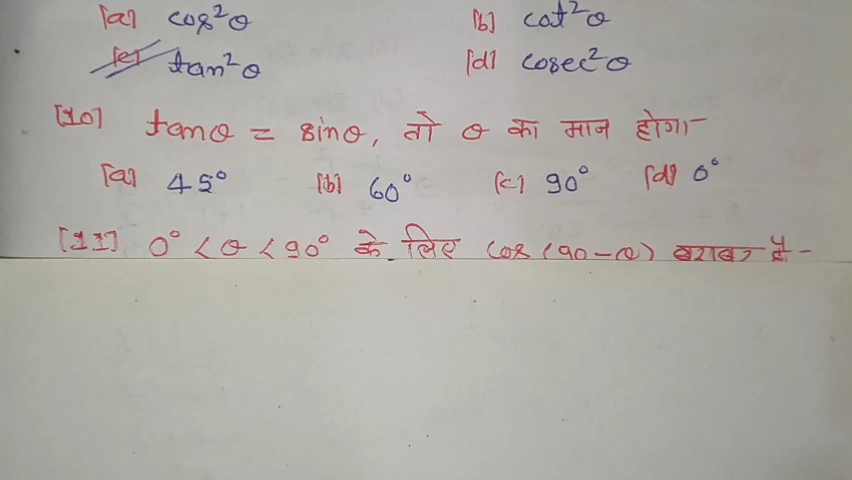 [a] cos²θ [b] cot²θ
[c] tan²θ [d] cosec²θ
[10] tanθ = sinθ, तो θ का मान होगा-
[a] 45° [b] 60° [c] 90° [d] 0°
[11] 0° < θ < 90° के लिए cos (90-θ) बराबर है-